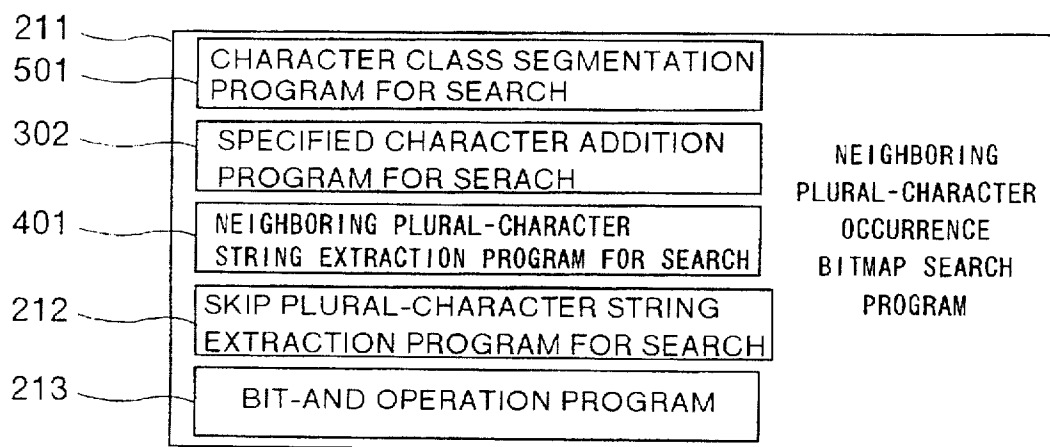 211
501
CHARACTER CLASS SEGMENTATION
PROGRAM FOR SEARCH
302
SPECIFIED CHARACTER ADDITION
PROGRAM FOR SERACH
401
NEIGHBORING PLURAL-CHARACTER
STRING EXTRACTION PROGRAM FOR SEARCH
212
SKIP PLURAL-CHARACTER STRING
EXTRACTION PROGRAM FOR SEARCH
213
BIT-AND OPERATION PROGRAM
NEIGHBORING
PLURAL-CHARACTER
OCCURRENCE
BITMAP SEARCH
PROGRAM